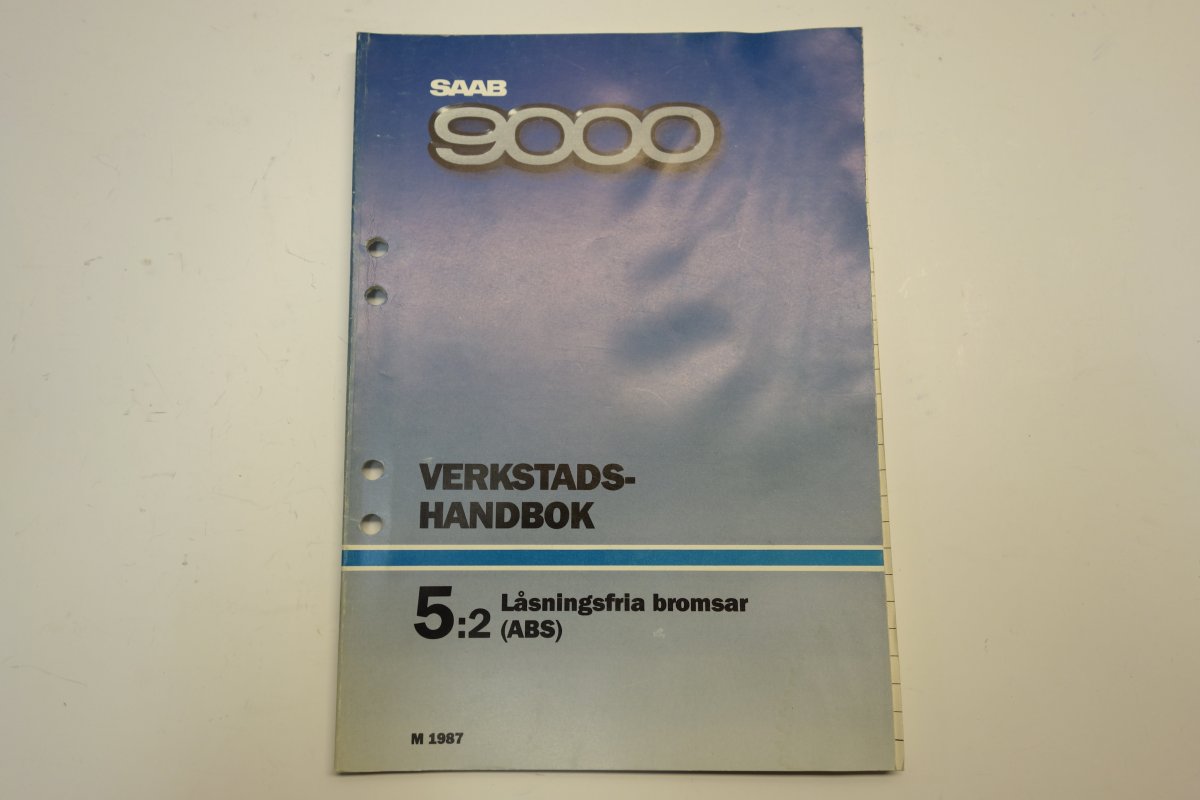 SAAB
9000
VERKSTADS-
HANDBOK
5:2 Låsningsfria bromsar
(ABS)
M 1987